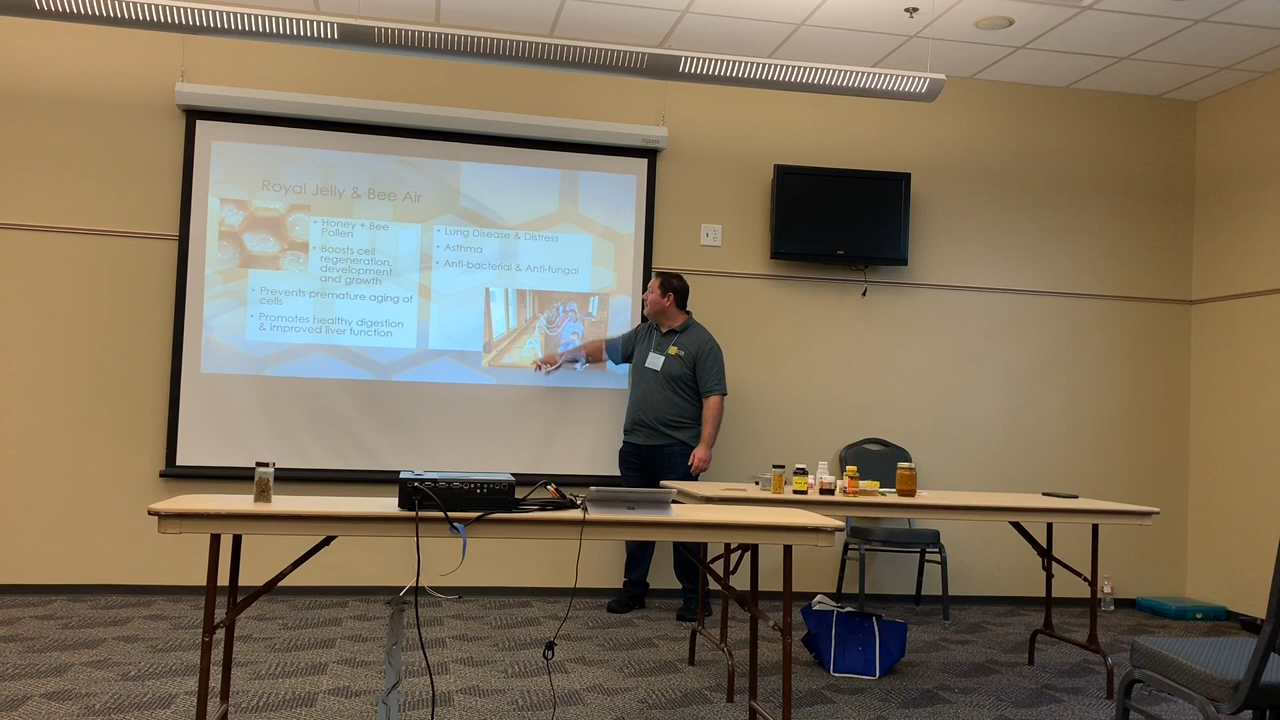 Royal Jelly & Bee Air
• Honey + Bee
Pollen
• Boosts cell
regeneration,
development
and growth
• Prevents premature aging of
cells
• Promotes healthy digestion
& improved liver function
• Lung Disease & Distress
• Asthma
• Anti-bacterial & Anti-fungal